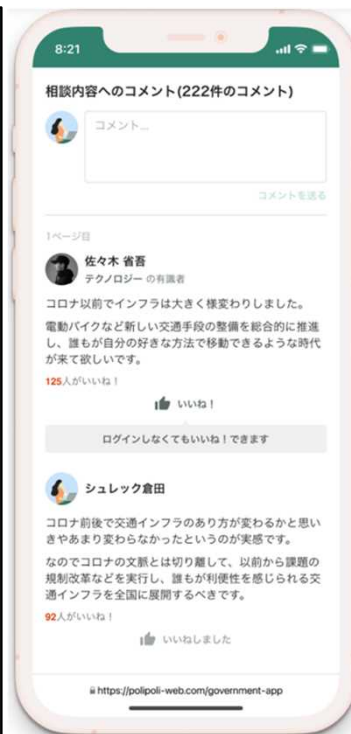 8:21
相談内容へのコメント(222件のコメント)
コメント...
コメントを送る
1ページ目
佐々木 省吾
テクノロジー の有識者
コロナ以前でインフラは大きく様変わりしました。
電動バイクなど新しい交通手段の整備を総合的に推進
し、誰もが自分の好きな方法で移動できるような時代
が来て欲しいです。
125人がいいね！
いいね！
ログインしなくてもいいね！できます
シュレック倉田
コロナ前後で交通インフラのあり方が変わるかと思い
きやあまり変わらなかったというのが実感です。
なのでコロナの文脈とは切り離して、以前から課題の
規制改革などを実行し、誰もが利便性を感じられる交
通インフラを全国に展開するべきです。
92人がいいね！
いいねしました
https://polipoli-web.com/government-app